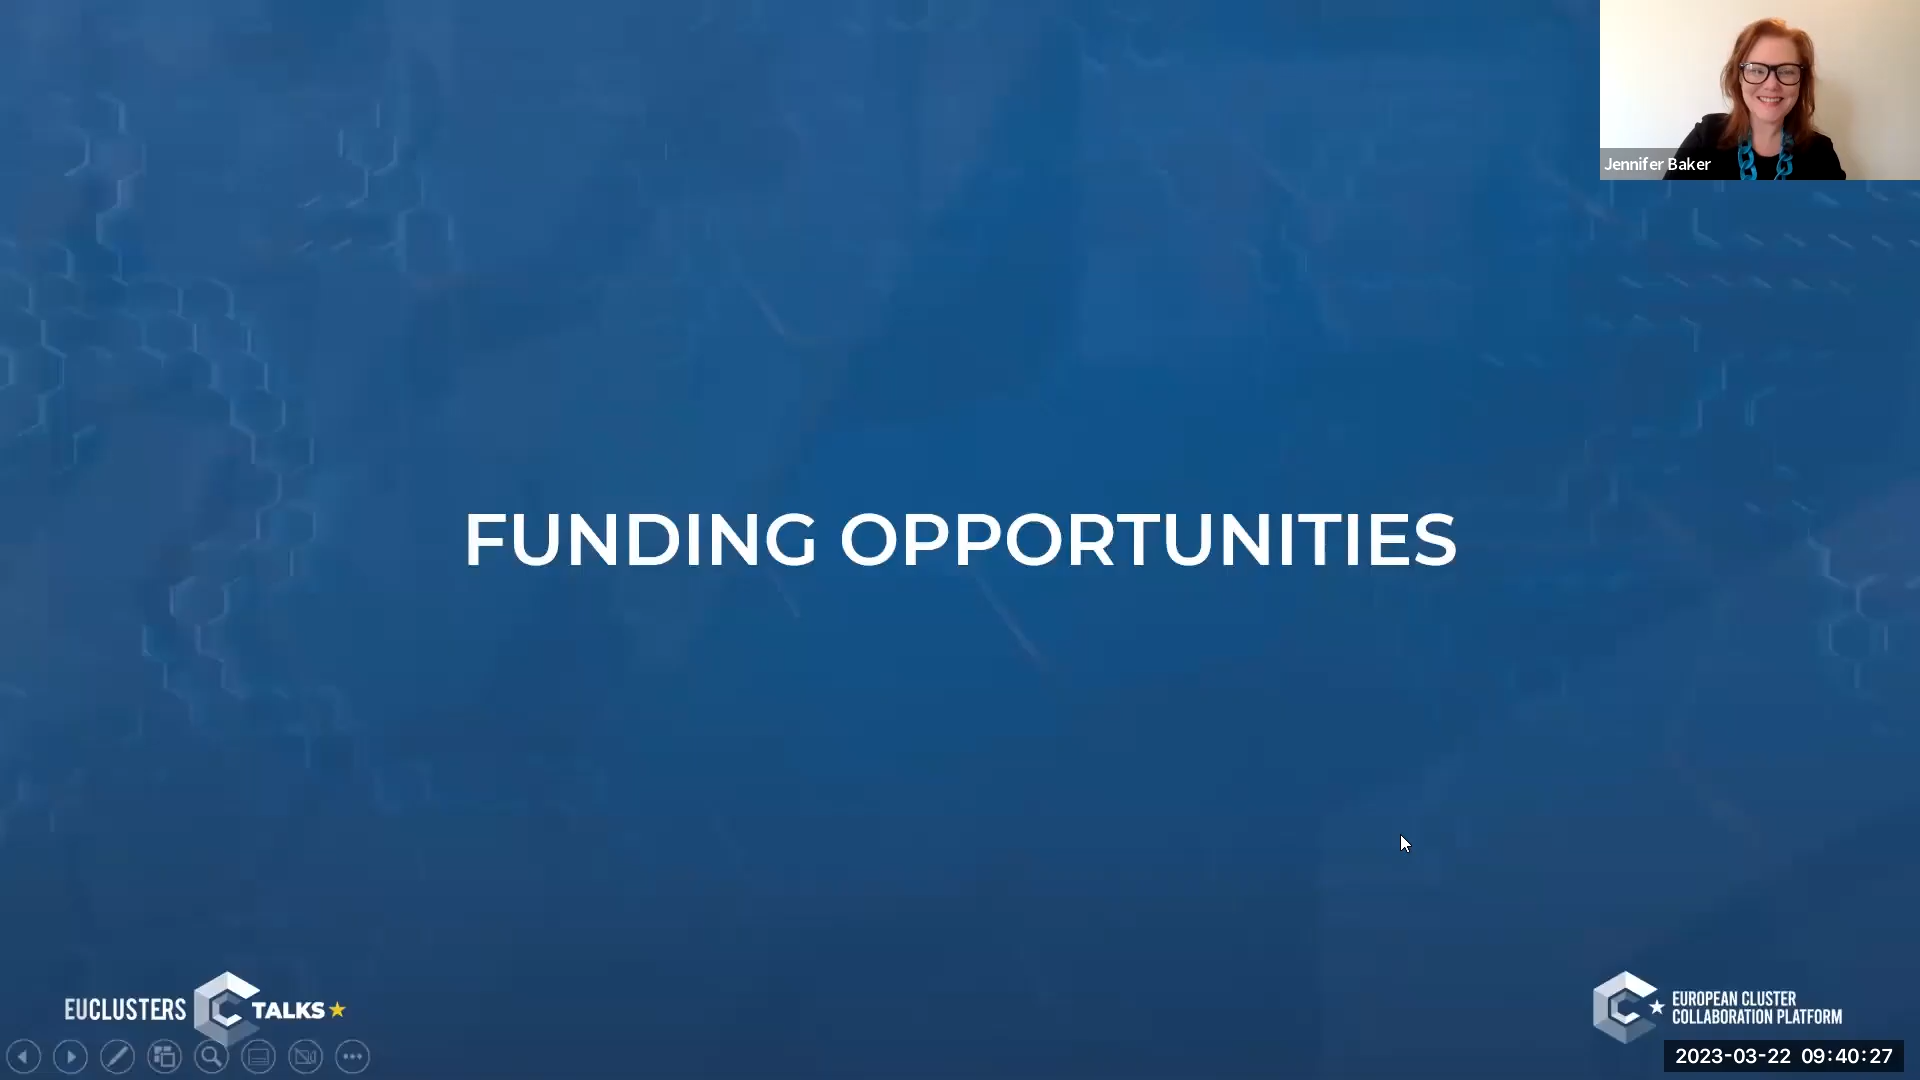 Jennifer Baker
FUNDING OPPORTUNITIES
EUCLUSTERS TALKS
EUROPEAN CLUSTER
COLLABORATION PLATFORM
2023-03-22 09:40:27